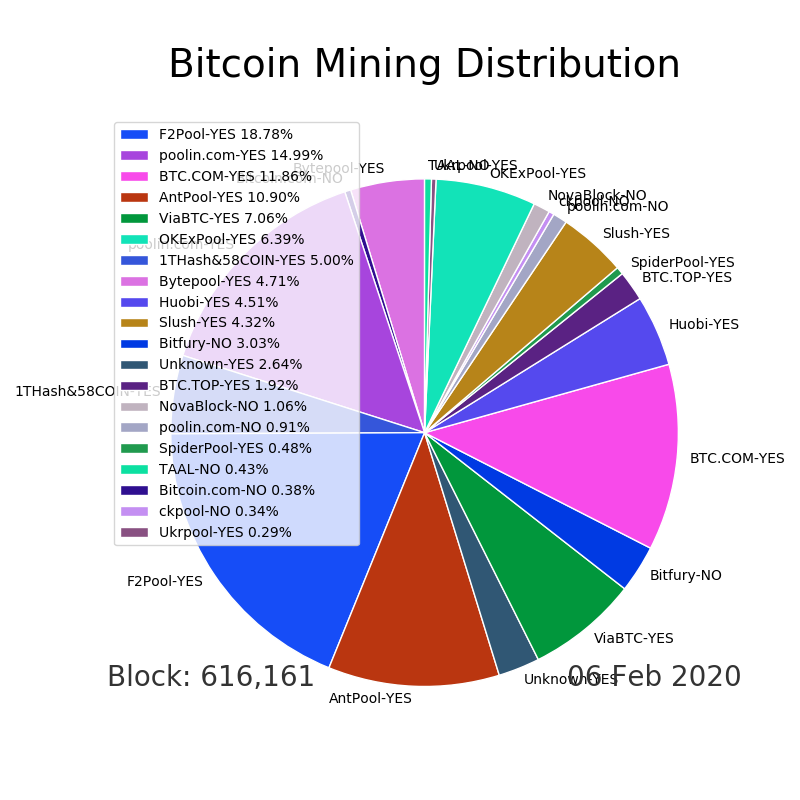 Bitcoin Mining Distribution
F2Pool-YES 18.78%
poolin.com-YES 14.99%
BTC.COM-YES 11.86%
AntPool-YES 10.90%
ViaBTC-YES 7.06%
OKExPool-YES 6.39%
1THash&58COIN-YES 5.00%
Bytepool-YES 4.71%
Huobi-YES 4.51%
Slush-YES 4.32%
Bitfury-NO 3.03%
Unknown-YES 2.64%
BTC.TOP-YES 1.92%
NovaBlock-NO 1.06%
poolin.com-NO 0.91%
SpiderPool-YES 0.48%
TAAL-NO 0.43%
Bitcoin.com-NO 0.38%
ckpool-NO 0.34%
Ukrpool-YES 0.29%
TAAL-NO
Ukrpool-YES
OKExPool-YES
NovaBlock-NO
ckpool-NO
poolin.com-NO
Slush-YES
SpiderPool-YES
BTC.TOP-YES
Huobi-YES
BTC.COM-YES
Bitfury-NO
ViaBTC-YES
Unknown-YES
AntPool-YES
F2Pool-YES
1THash&58COIN-YES
poolin.com-YES
Bitcoin.com-NO
Bytepool-YES
Block: 616,161
06 Feb 2020